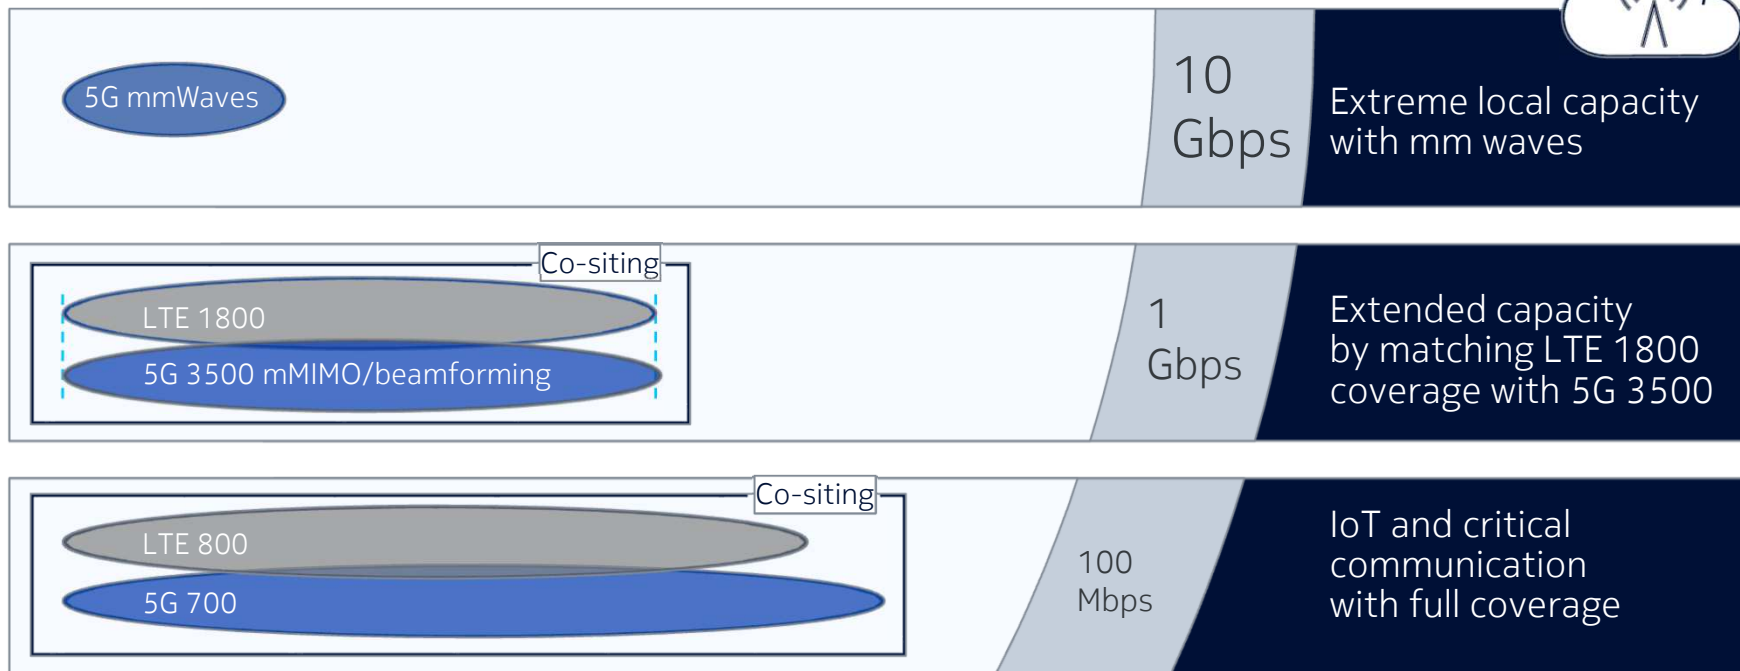 5G mmWaves
10
Gbps
Extreme local capacity
with mm waves
Co-siting
LTE 1800
5G 3500 mMIMO/beamforming
1
Gbps
Extended capacity
by matching LTE 1800
coverage with 5G 3500
Co-siting
LTE 800
5G 700
100
Mbps
IoT and critical
communication
with full coverage